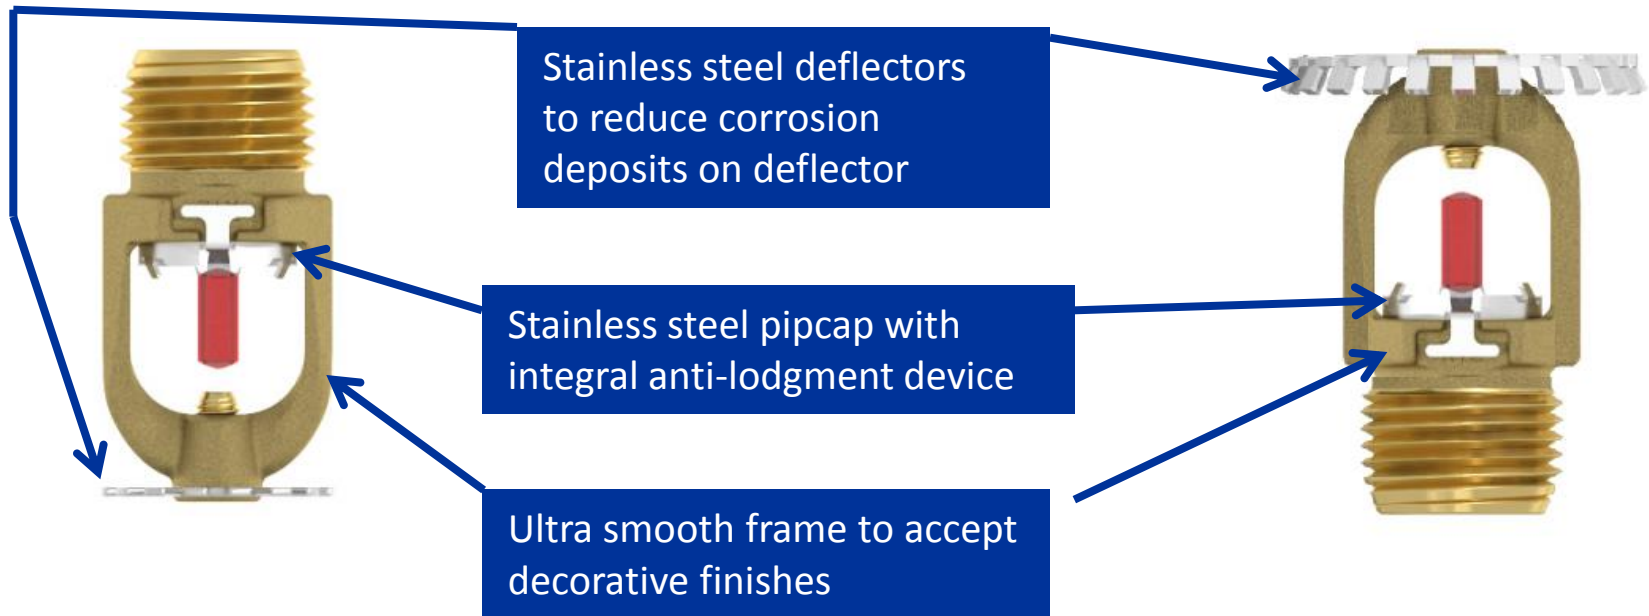 Stainless steel deflectors
to reduce corrosion
deposits on deflector
Stainless steel pipcap with
integral anti-lodgment device
Ultra smooth frame to accept
decorative finishes